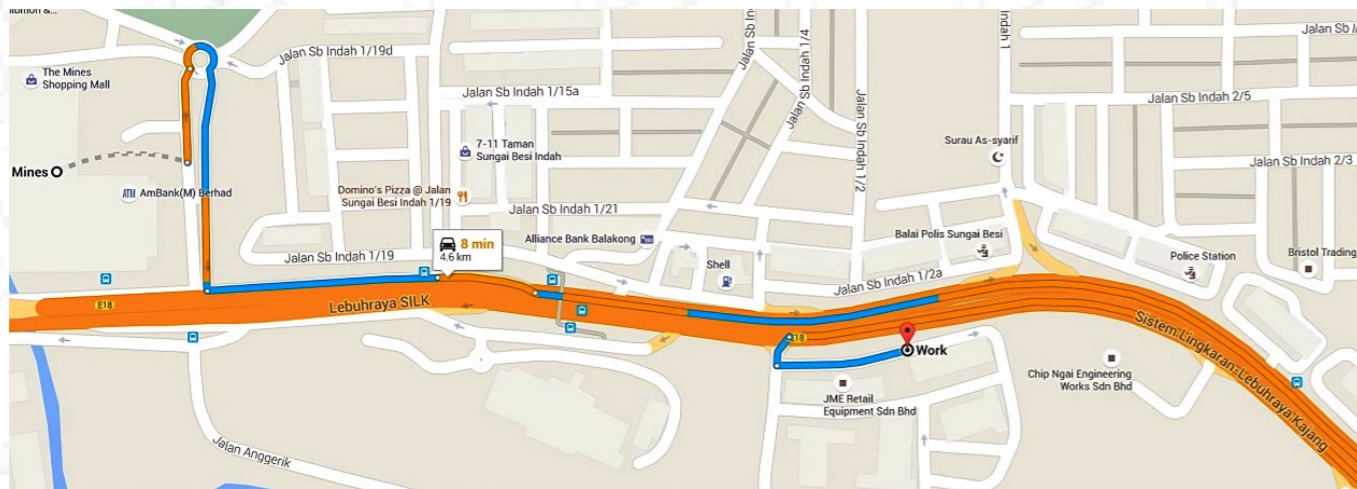 Jalan Sb Indah 1/19d
The Mines
Shopping Mall
Mines
AmBank(M) Berhad
Jalan Sb Indah 1/15a
7-11 Taman
Sungai Besi Indah
Domino's Pizza @ Jalan
Sungai Besi Indah 1/19
Jalan Sb Indah 1/21
Alliance Bank Balakong
8 min
4.6 km
Jalan Sb Indah 1/19
Shell
Jalan Sb Indah 1/4
Jalan Sb Indah 1/2
Indah 1
Jalan Sb Indah 2/5
Surau As-syarif
Jalan Sb Indah 2/3
Balai Polis Sungai Besi
Police Station
Bristol Trading
Jalan Sb Indah 1/2a
E18
Lebuhraya SILK
E18
Work
Sistem Lingkaran-Lebuhraya Kajang
JME Retail
Equipment Sdn Bhd
Chip Ngai Engineering
Works Sdn Bhd
Jalan Anggerik